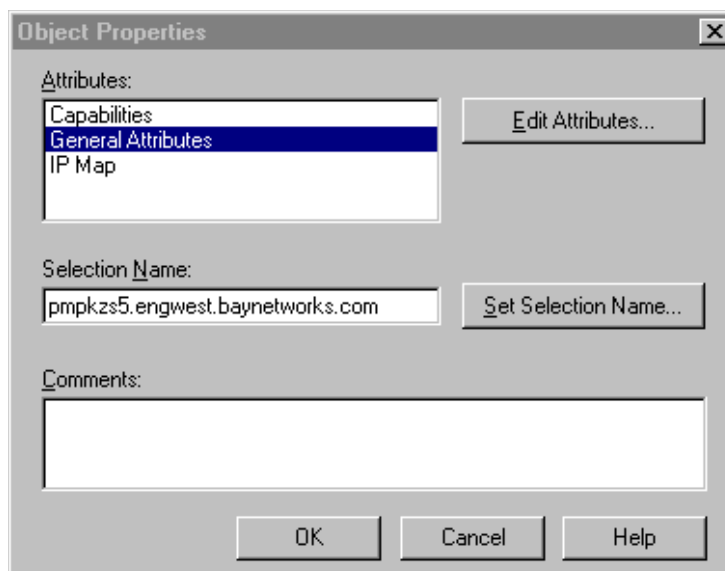 Object Properties
Attributes:
Capabilities
General Attributes
IP Map
Edit Attributes...
Selection Name:
pmpkzs5.engwest.baynetworks.com
Set Selection Name...
Comments:
OK
Cancel
Help